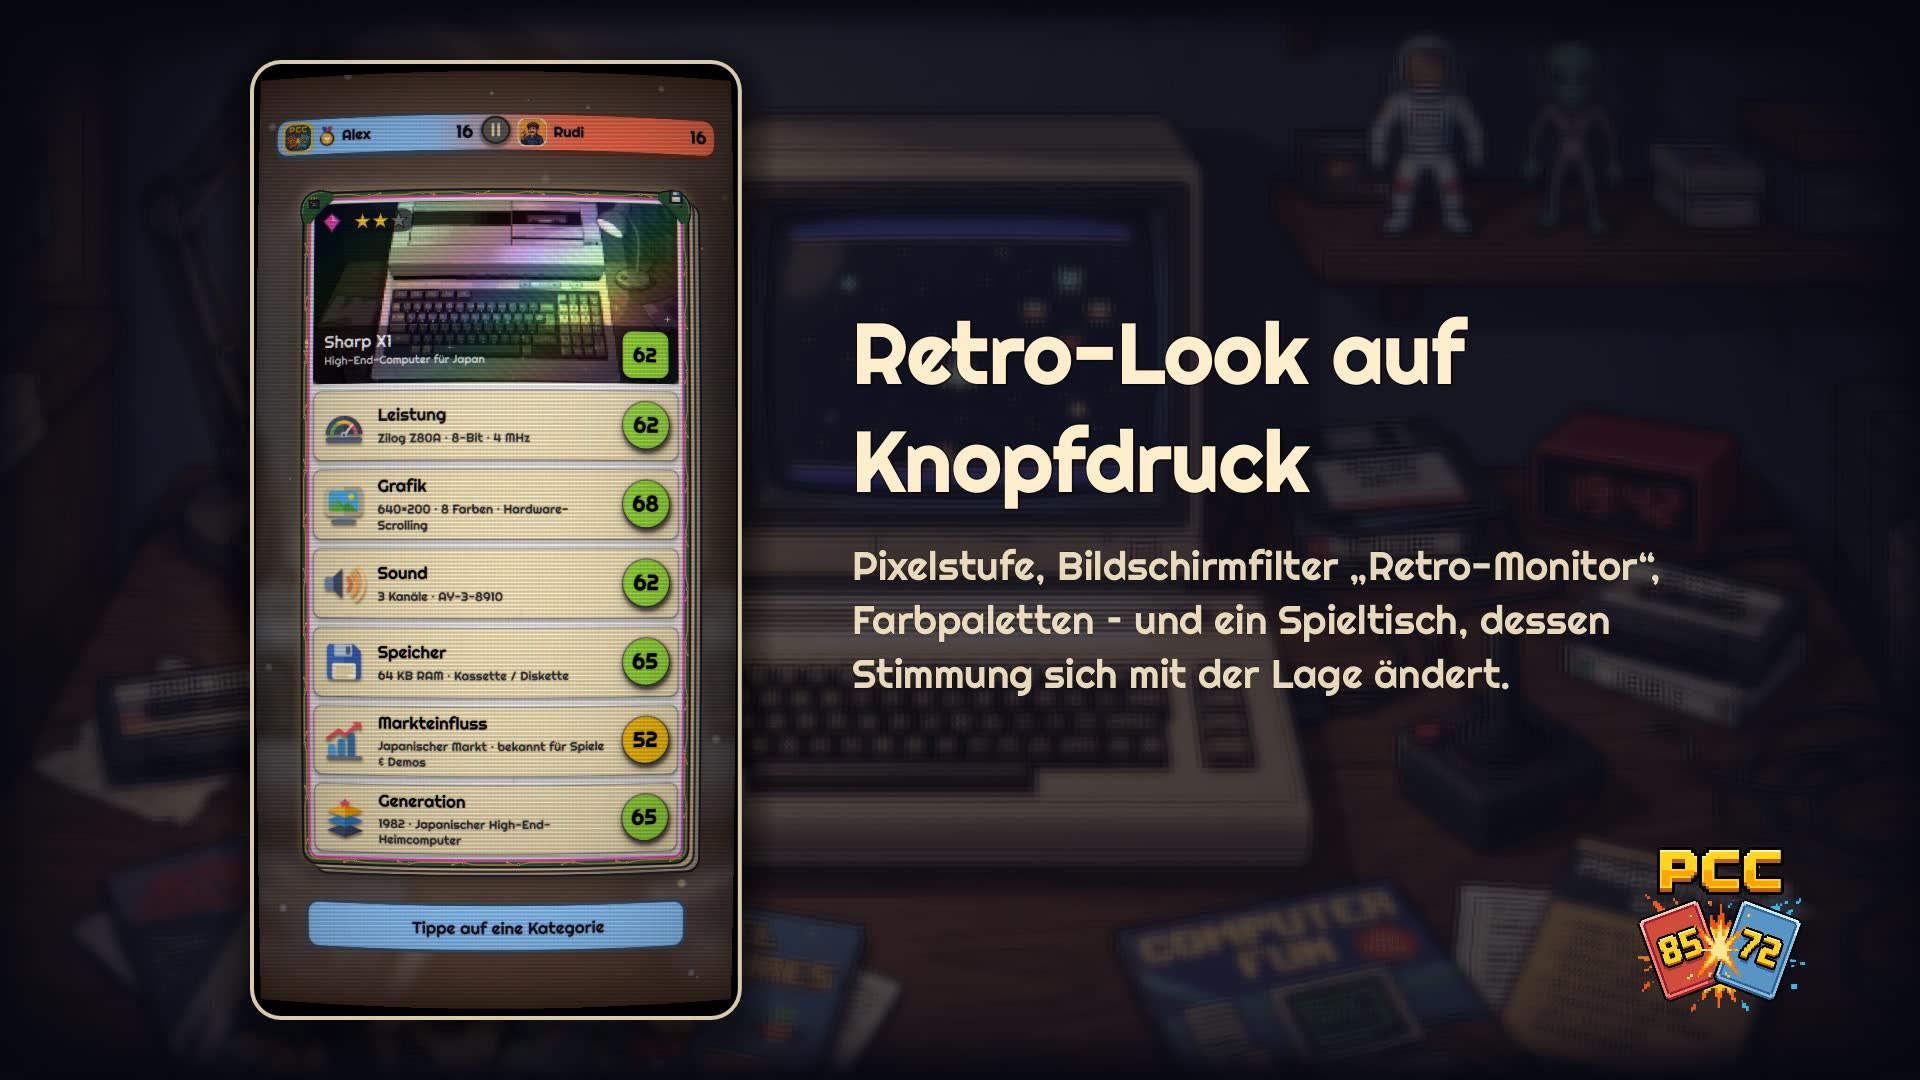 Alex
16
Rudi
16
Sharp X1
High-End-Computer für Japan
62
Leistung
Zilog Z80A · 8-Bit · 4 MHz
62
Grafik
640×200 · 8 Farben · Hardware-
Scrolling
68
Sound
3 Kanäle · AY-3-8910
62
Speicher
64 KB RAM · Kassette / Diskette
65
Markteinfluss
Japanischer Markt · bekannt für Spiele
& Demos
52
Generation
1982 · Japanischer High-End-
Heimcomputer
65
Tippe auf eine Kategorie
Retro-Look auf
Knopfdruck
Pixelstufe, Bildschirmfilter „Retro-Monitor“,
Farbpaletten - und ein Spieltisch, dessen
Stimmung sich mit der Lage ändert.
19:42
COMPUTER
FUN
PCC
85 72